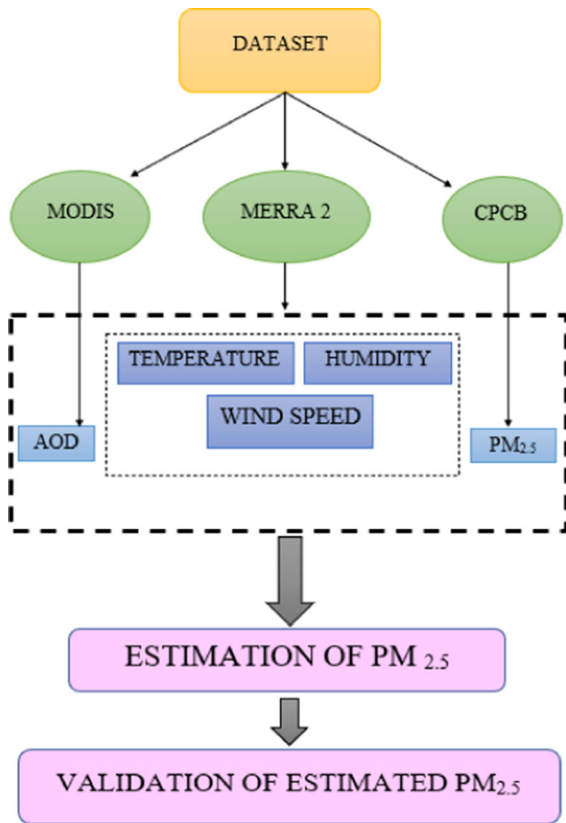 DATASET
MODIS
MERRA 2
CPCB
TEMPERATURE
HUMIDITY
WIND SPEED
AOD
PM2.5
ESTIMATION OF PM 2.5
VALIDATION OF ESTIMATED PM2.5